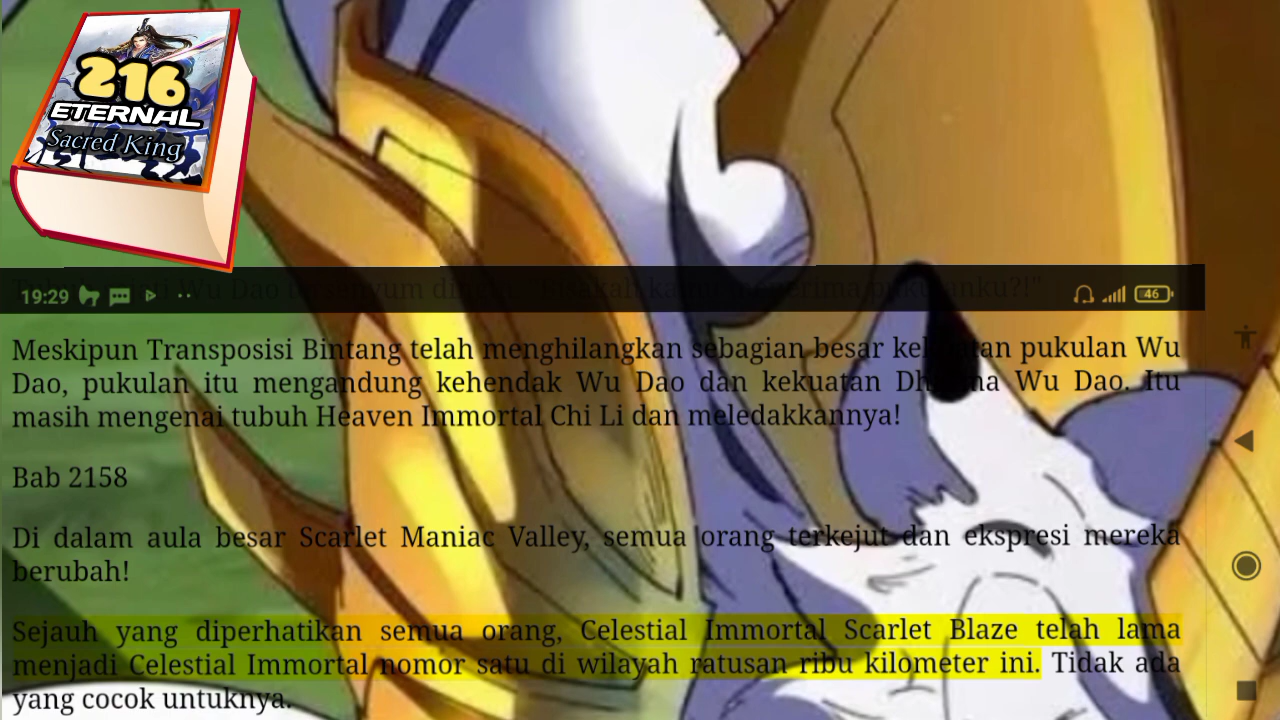 216
ETERNAL
Sacred King
19:29
46
Meskipun Transposisi Bintang telah menghilangkan sebagian besar kekuatan pukulan Wu
Dao, pukulan itu mengandung kehendak Wu Dao dan kekuatan Dharma Wu Dao. Itu
masih mengenai tubuh Heaven Immortal Chi Li dan meledakkannya!
Bab 2158
Di dalam aula besar Scarlet Maniac Valley, semua orang terkejut dan ekspresi mereka
berubah!
Sejauh yang diperhatikan semua orang, Celestial Immortal Scarlet Blaze telah lama
menjadi Celestial Immortal nomor satu di wilayah ratusan ribu kilometer ini. Tidak ada
yang cocok untuknya.